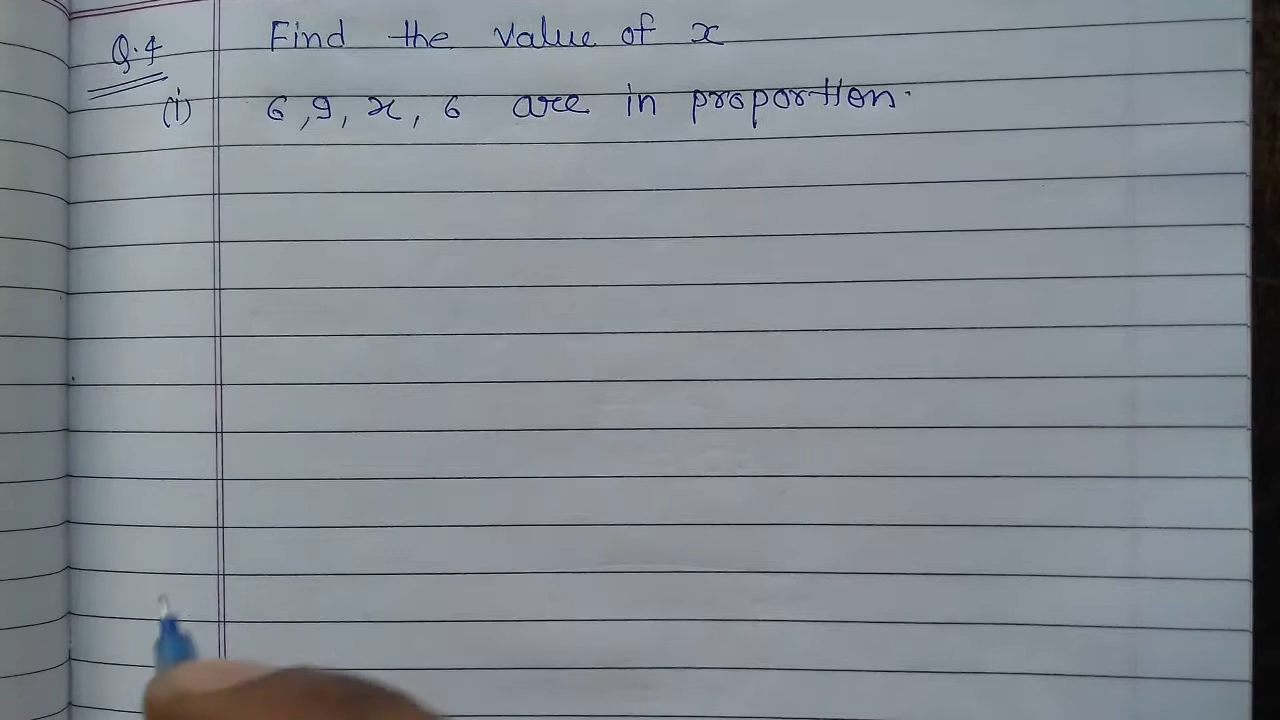 Q.4 Find the value of x
(i) 6, 9, x, 6 are in proportion.